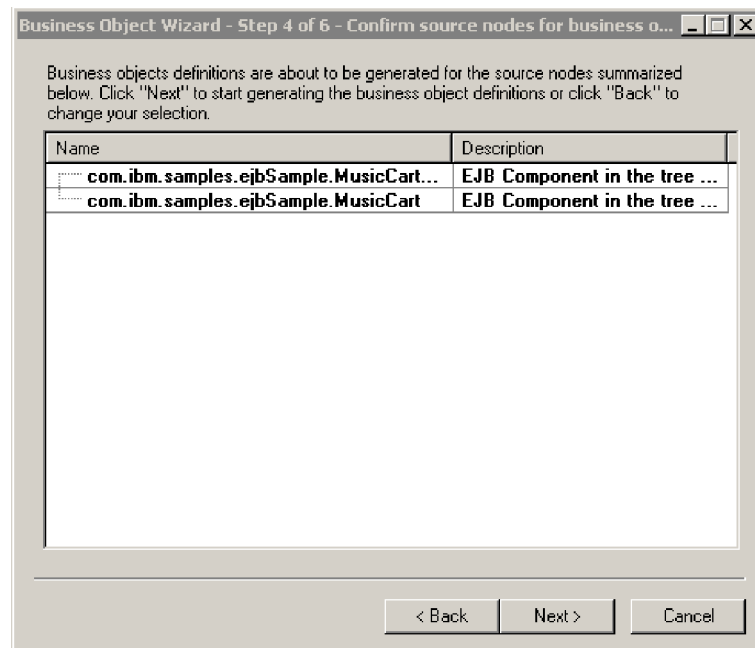 Business Object Wizard - Step 4 of 6 - Confirm source nodes for business o...
Business objects definitions are about to be generated for the source nodes summarized
below. Click "Next" to start generating the business object definitions or click "Back" to
change your selection.
Name Description
com.ibm.samples.ejbSample.MusicCart... EJB Component in the tree ...
com.ibm.samples.ejbSample.MusicCart EJB Component in the tree ...
< Back Next > Cancel